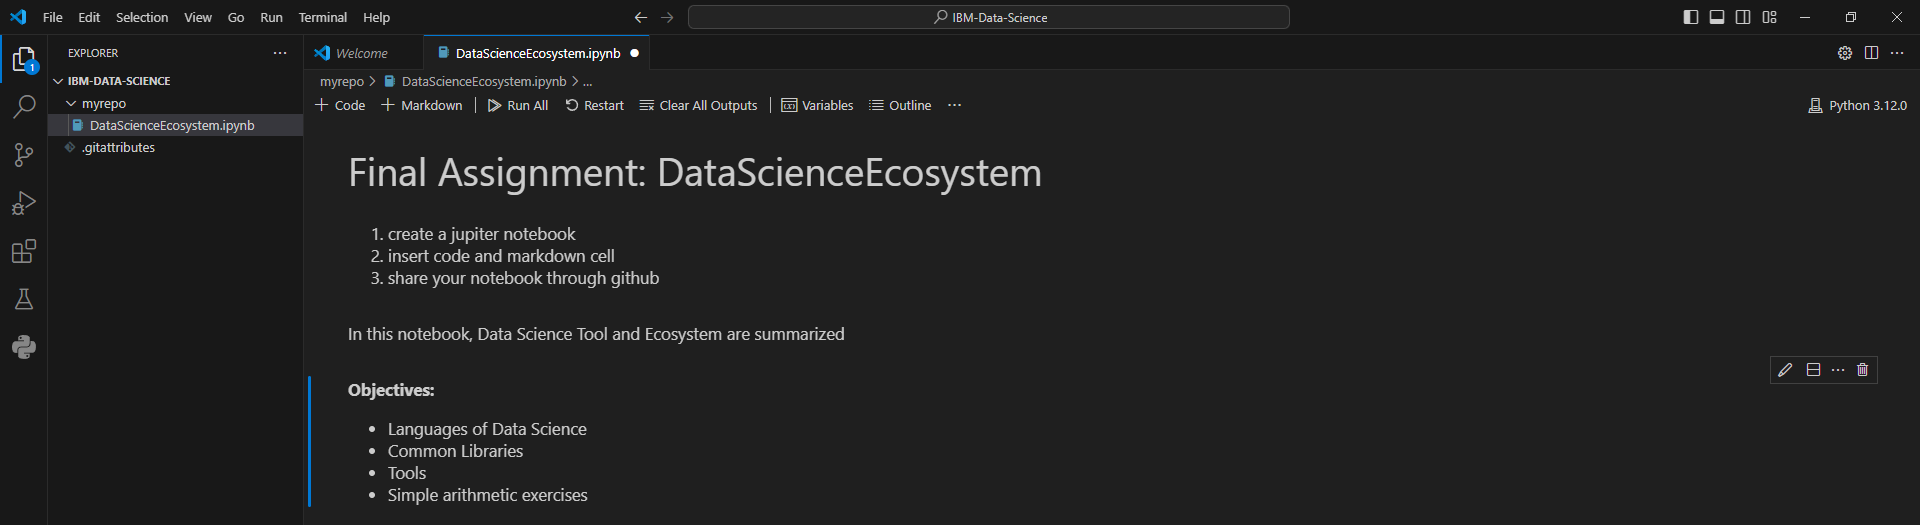 File Edit Selection View Go Run Terminal Help
IBM-Data-Science
EXPLORER
Welcome
DataScienceEcosystem.ipynb
1
IBM-DATA-SCIENCE
myrepo
DataScienceEcosystem.ipynb
.gitattributes
myrepo > DataScienceEcosystem.ipynb > ...
+ Code + Markdown Run All Restart Clear All Outputs Variables Outline ... Python 3.12.0
Final Assignment: DataScienceEcosystem
1. create a jupiter notebook
2. insert code and markdown cell
3. share your notebook through github
In this notebook, Data Science Tool and Ecosystem are summarized
Objectives:
• Languages of Data Science
• Common Libraries
• Tools
• Simple arithmetic exercises